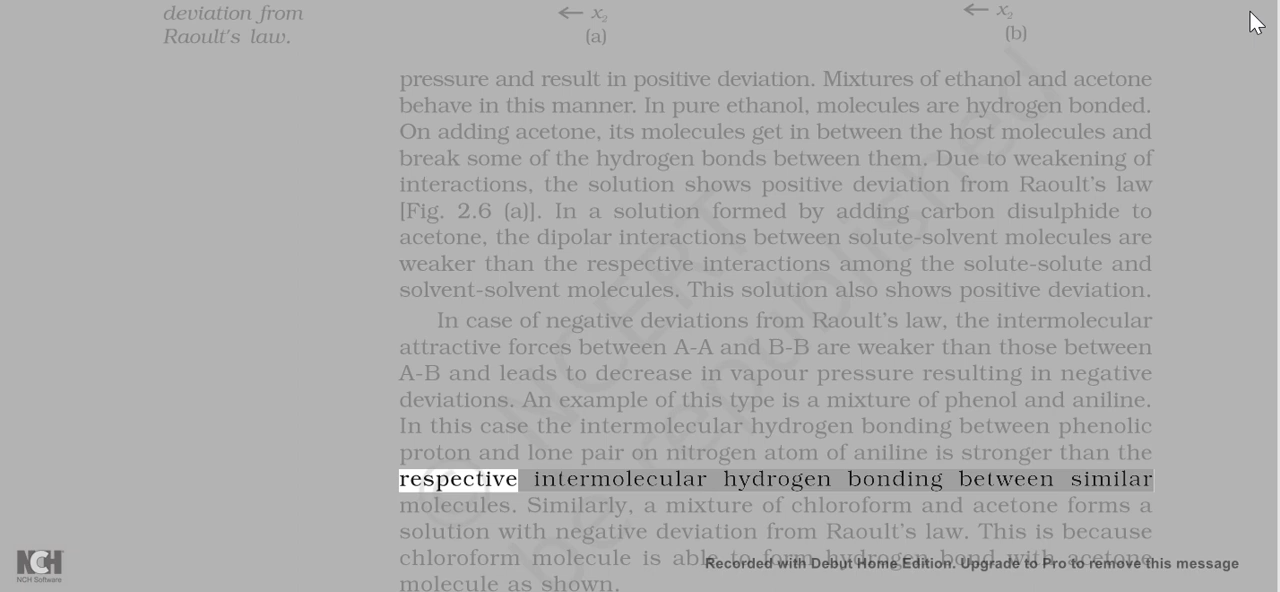 deviation from
Raoult's law.
← x₂
(a)
← x₂
(b)
pressure and result in positive deviation. Mixtures of ethanol and acetone
behave in this manner. In pure ethanol, molecules are hydrogen bonded.
On adding acetone, its molecules get in between the host molecules and
break some of the hydrogen bonds between them. Due to weakening of
interactions, the solution shows positive deviation from Raoult's law
[Fig. 2.6 (a)]. In a solution formed by adding carbon disulphide to
acetone, the dipolar interactions between solute-solvent molecules are
weaker than the respective interactions among the solute-solute and
solvent-solvent molecules. This solution also shows positive deviation.
In case of negative deviations from Raoult's law, the intermolecular
attractive forces between A-A and B-B are weaker than those between
A-B and leads to decrease in vapour pressure resulting in negative
deviations. An example of this type is a mixture of phenol and aniline.
In this case the intermolecular hydrogen bonding between phenolic
proton and lone pair on nitrogen atom of aniline is stronger than the
respective intermolecular hydrogen bonding between similar
molecules. Similarly, a mixture of chloroform and acetone forms a
solution with negative deviation from Raoult's law. This is because
chloroform molecule is able to form hydrogen bond with acetone
molecule as shown.
© NCERT
be republished
NCH
NCH Software
Recorded with Debut Home Edition. Upgrade to Pro to remove this message